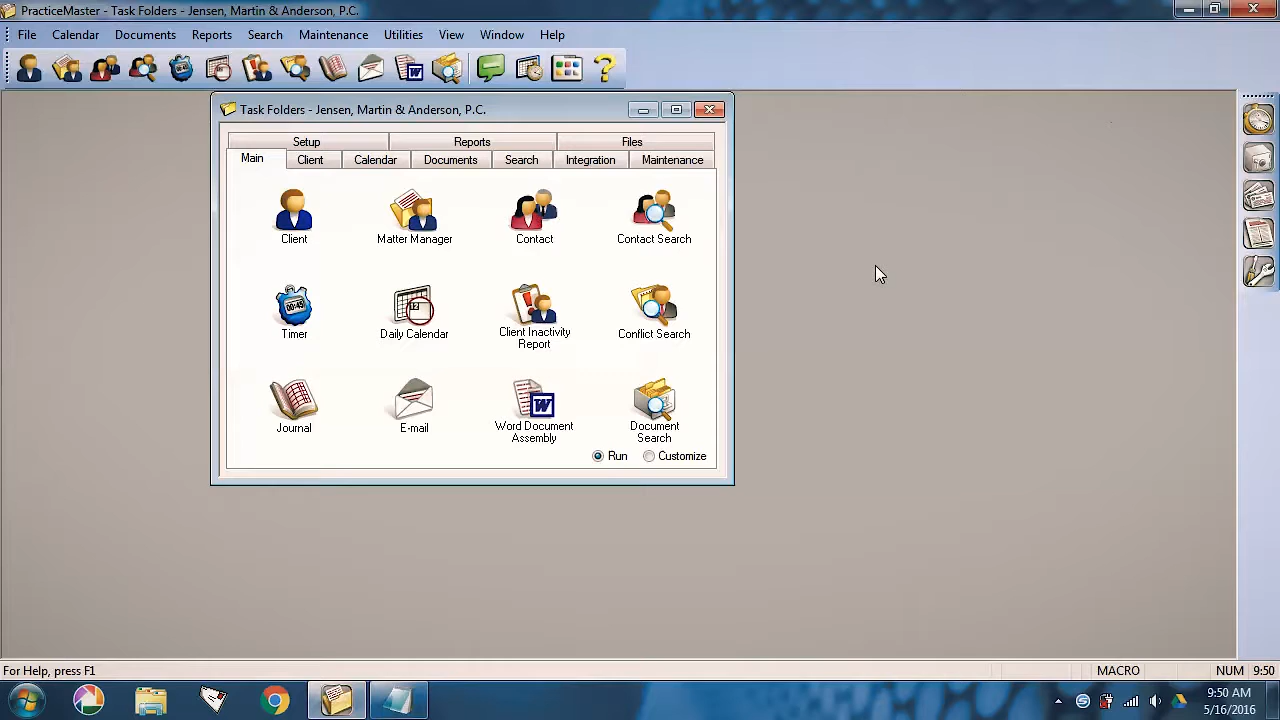 PracticeMaster - Task Folders - Jensen, Martin & Anderson, P.C.
File Calendar Documents Reports Search Maintenance Utilities View Window Help
Task Folders - Jensen, Martin & Anderson, P.C.
Setup Reports Files
Main Client Calendar Documents Search Integration Maintenance
Client Matter Manager Contact Contact Search
Timer Daily Calendar Client Inactivity Report Conflict Search
Journal E-mail Word Document Assembly Document Search
Run Customize
For Help, press F1 MACRO NUM 9:50
9:50 AM
5/16/2016